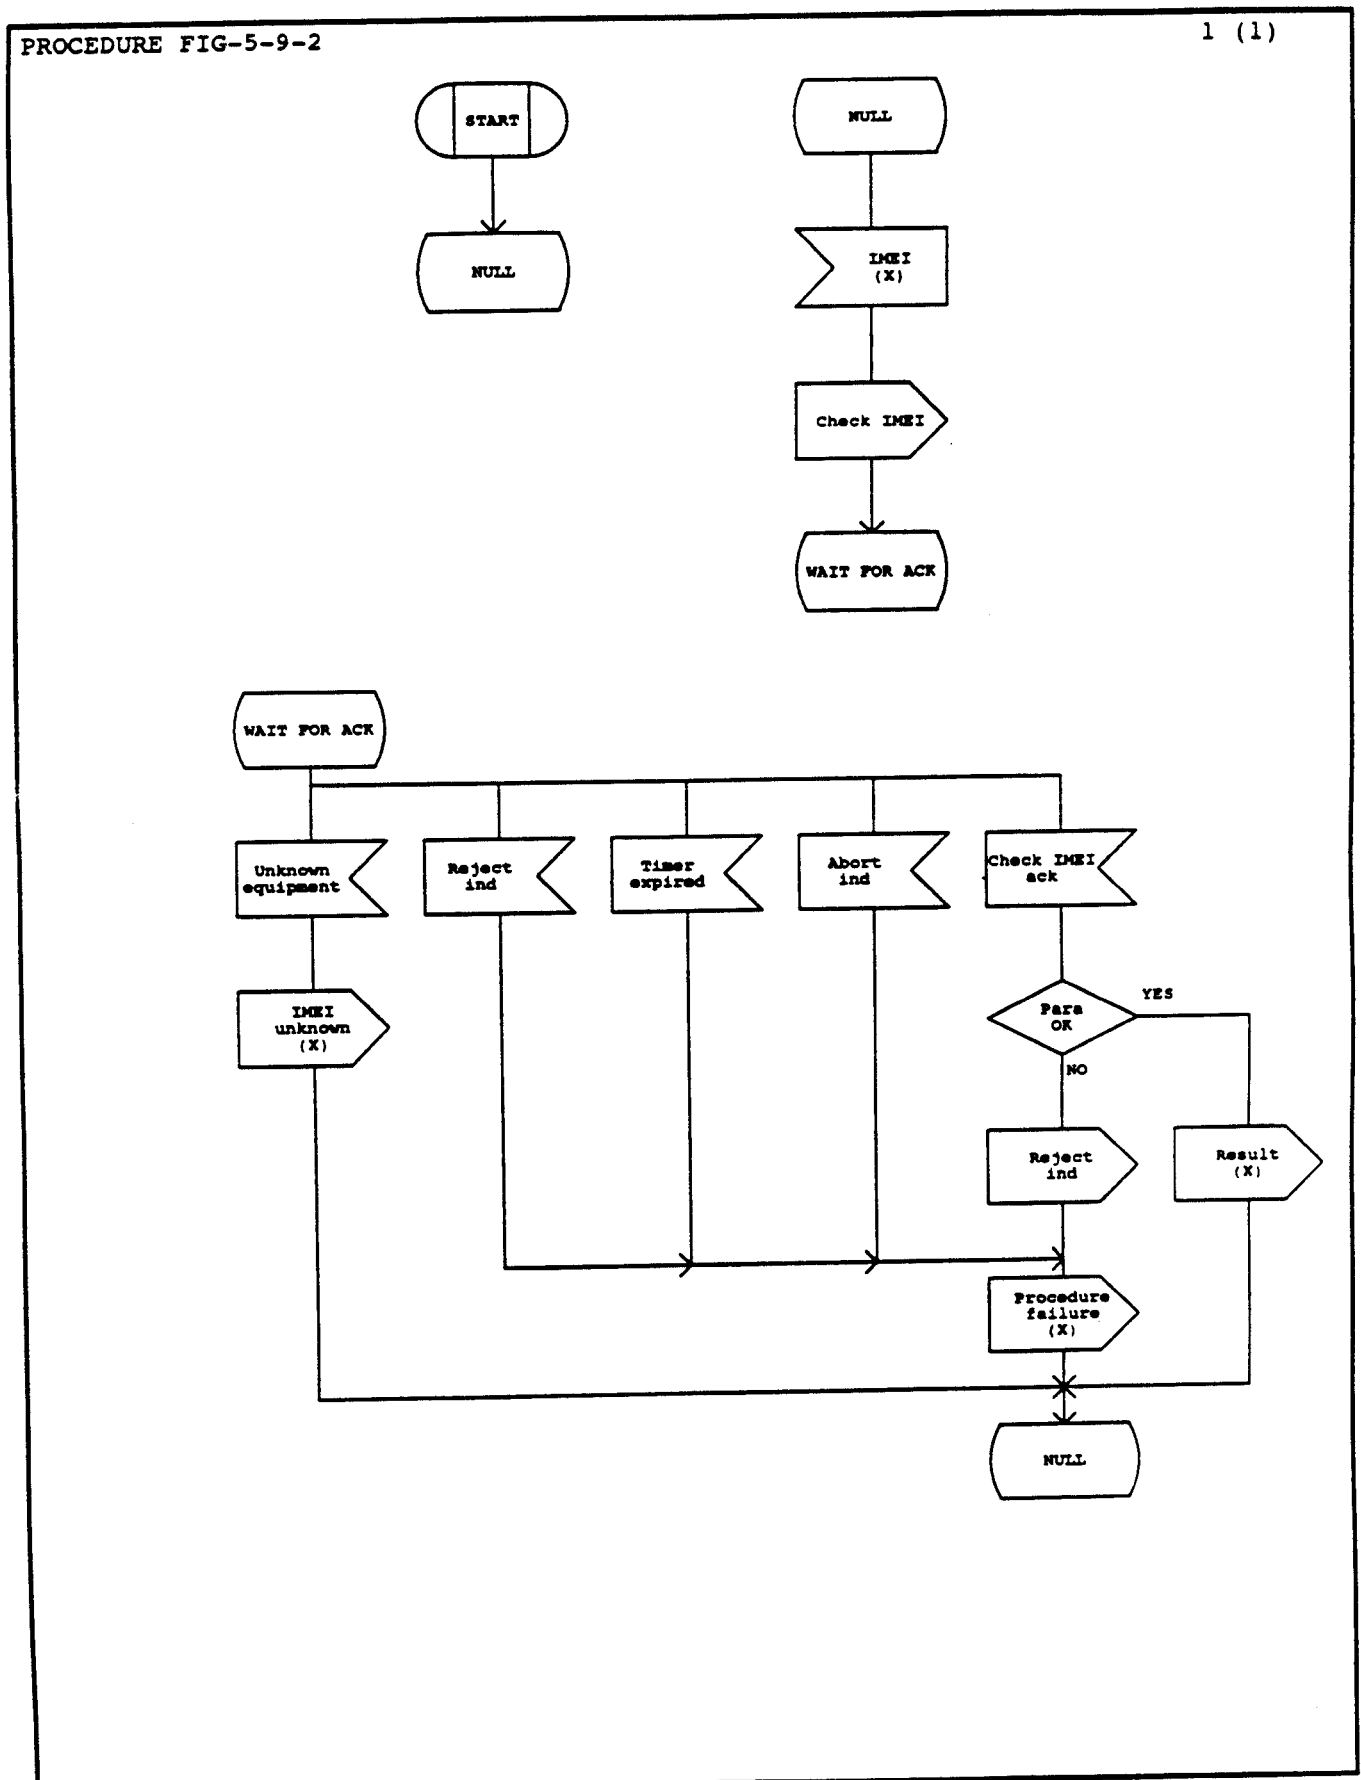 PROCEDURE FIG-5-9-2
1 (1)
START
NULL
NULL
IMEI
(X)
Check IMEI
WAIT FOR ACK
WAIT FOR ACK
Unknown
equipment
Reject
ind
Timer
expired
Abort
ind
Check IMEI
ack
IMEI
unknown
(X)
Para
OK
YES
NO
Reject
ind
Result
(X)
Procedure
failure
(X)
NULL